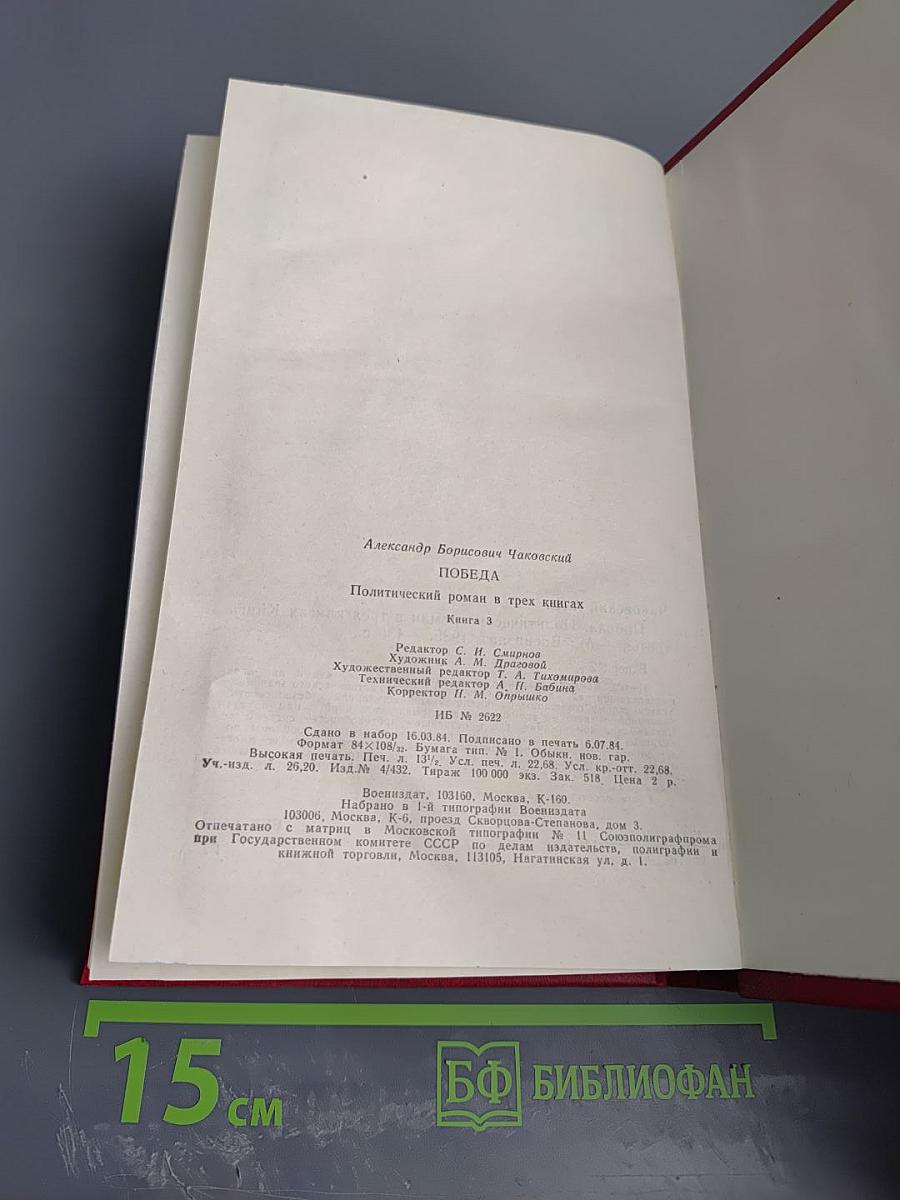 Александр Борисович Чаковский
ПОБЕДА
Политический роман в трех книгах
Книга 3
Редактор С. И. Смирнов
Художник А. М. Драговой
Художественный редактор Т. А. Тихомирова
Технический редактор А. П. Бабина
Корректор Н. М. Опрышко
ИБ № 2622
Сдано в набор 16.03.84. Подписано в печать 6.07.84.
Формат 84×108/32. Бумага тип. № 1. Обыкн. нов. гар.
Высокая печать. Печ. л. 13½. Усл. печ. л. 22,68. Усл. кр.-отт. 22,68.
Уч.-изд. л. 26,20. Изд.№ 4/432. Тираж 100 000 экз. Зак. 518. Цена 2 р.
Воениздат, 103160, Москва, К-160.
Набрано в 1-й типографии Воениздата
103006, Москва, К-6, проезд Скворцова-Степанова, дом 3.
Отпечатано с матриц в Московской типографии № 11 Союзполиграфпрома
при Государственном комитете СССР по делам издательств, полиграфии и
книжной торговли, Москва, 113105, Нагатинская ул, д. 1.
15 см
БФ БИБЛИОФАН